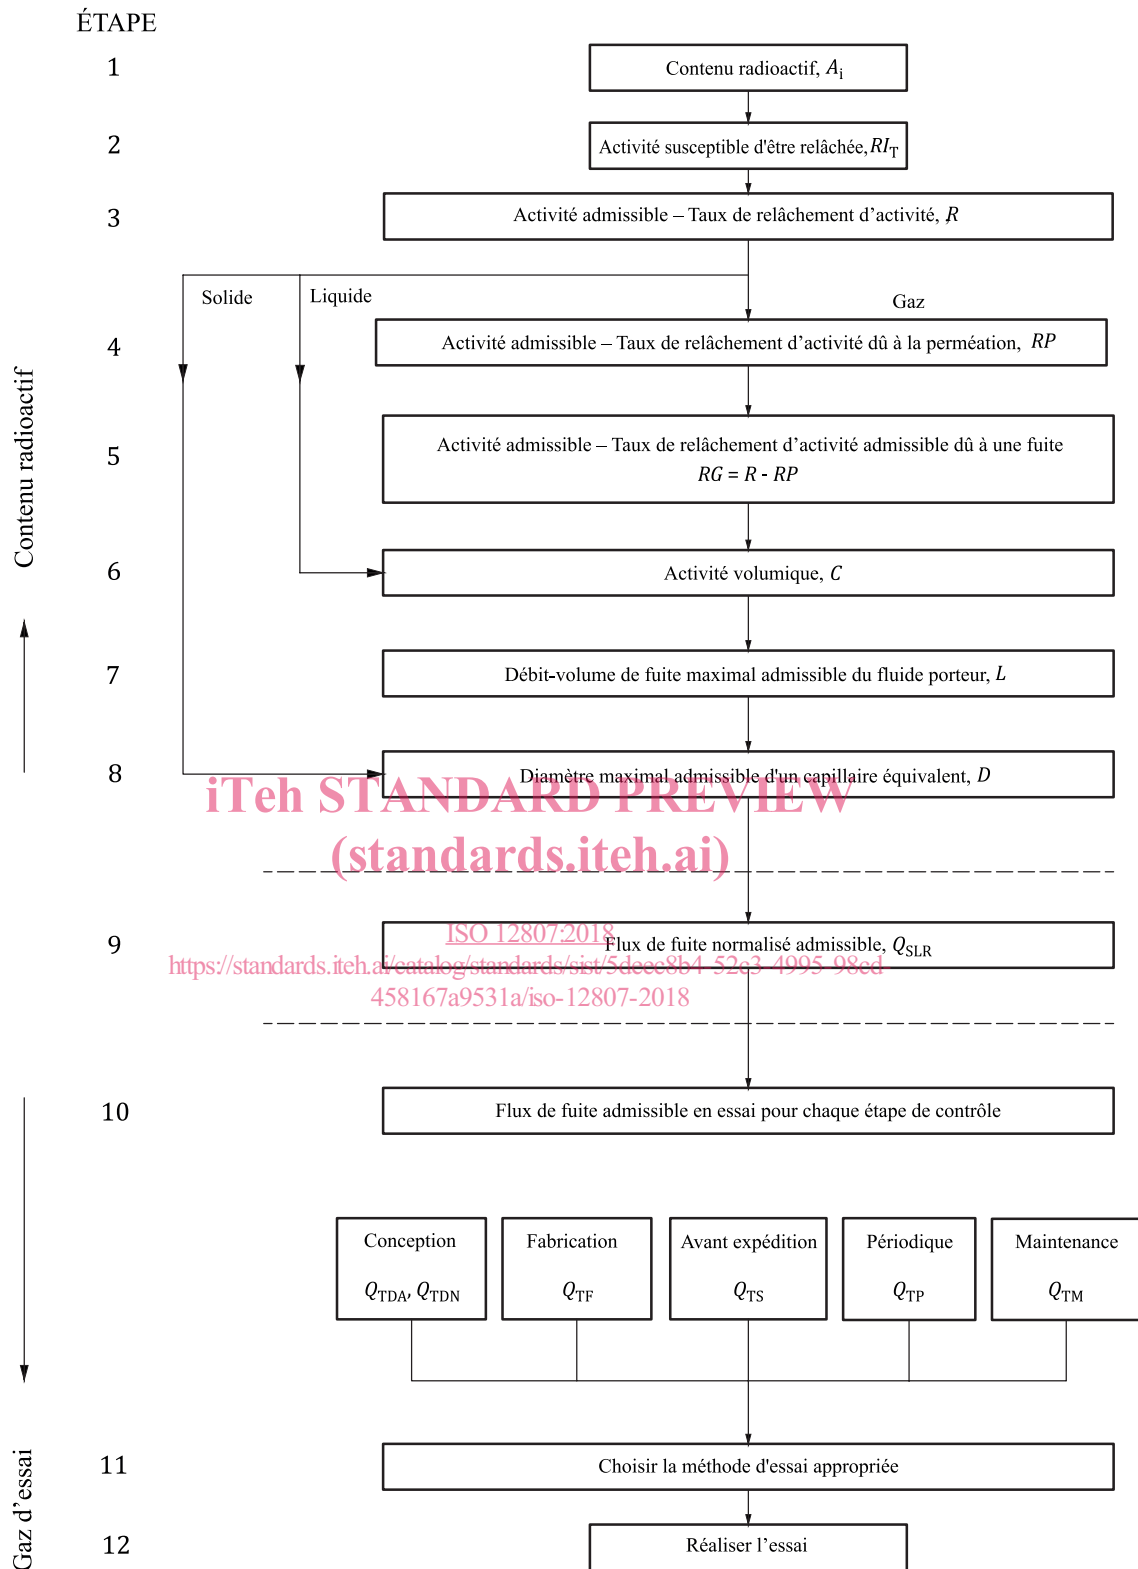 ÉTAPE
1
Contenu radioactif, Ai
2
Activité susceptible d'être relâchée, RIT
3
Activité admissible – Taux de relâchement d’activité, R
Solide
Liquide
Gaz
4
Activité admissible – Taux de relâchement d’activité dû à la perméation, RP
Contenu radioactif
5
Activité admissible – Taux de relâchement d’activité admissible dû à une fuite
RG = R - RP
6
Activité volumique, C
7
Débit-volume de fuite maximal admissible du fluide porteur, L
8
Diamètre maximal admissible d'un capillaire équivalent, D
iTeh STANDARD PREVIEW
(standards.iteh.ai)
9
ISO 12807:2018
Flux de fuite normalisé admissible, QSLR
https://standards.iteh.ai/catalog/standards/sist/5deec8b4-52c3-4995-98cd-
458167a9531a/iso-12807-2018
10
Flux de fuite admissible en essai pour chaque étape de contrôle
Conception
QTDA, QTDN
Fabrication
QTF
Avant expédition
QTS
Périodique
QTP
Maintenance
QTM
Gaz d’essai
11
Choisir la méthode d'essai appropriée
12
Réaliser l’essai